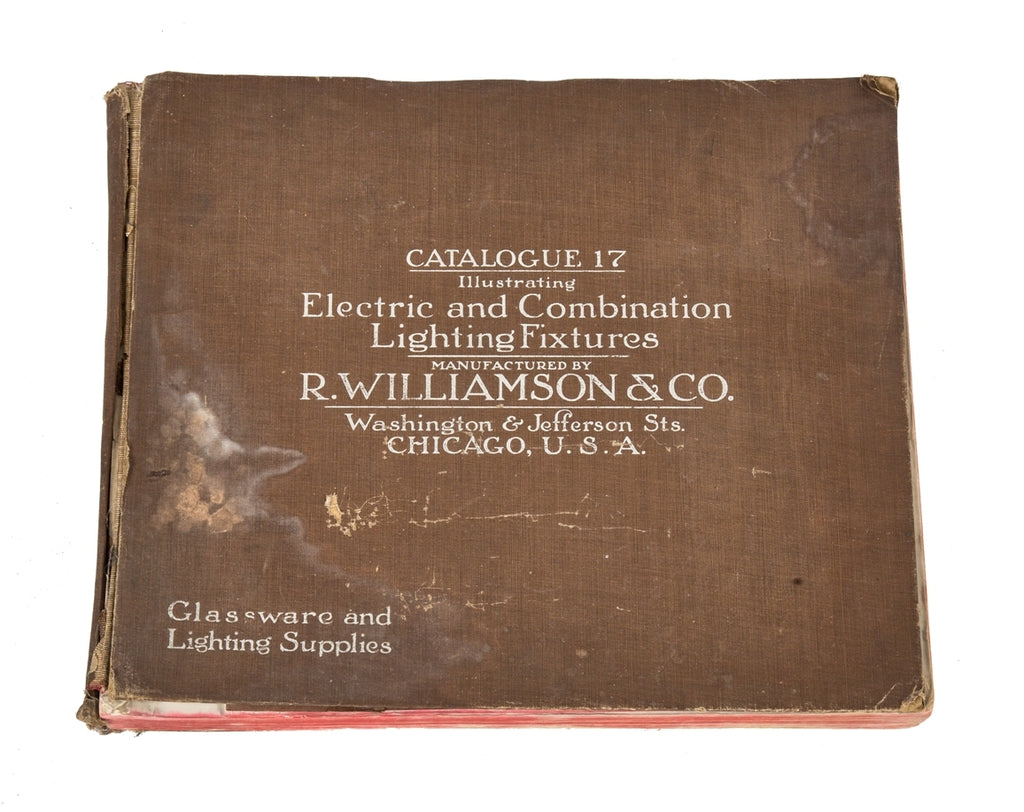 CATALOGUE 17
Illustrating
Electric and Combination
Lighting Fixtures
MANUFACTURED BY
R. WILLIAMSON & CO.
Washington & Jefferson Sts.
CHICAGO, U. S. A.
Glassware and
Lighting Supplies